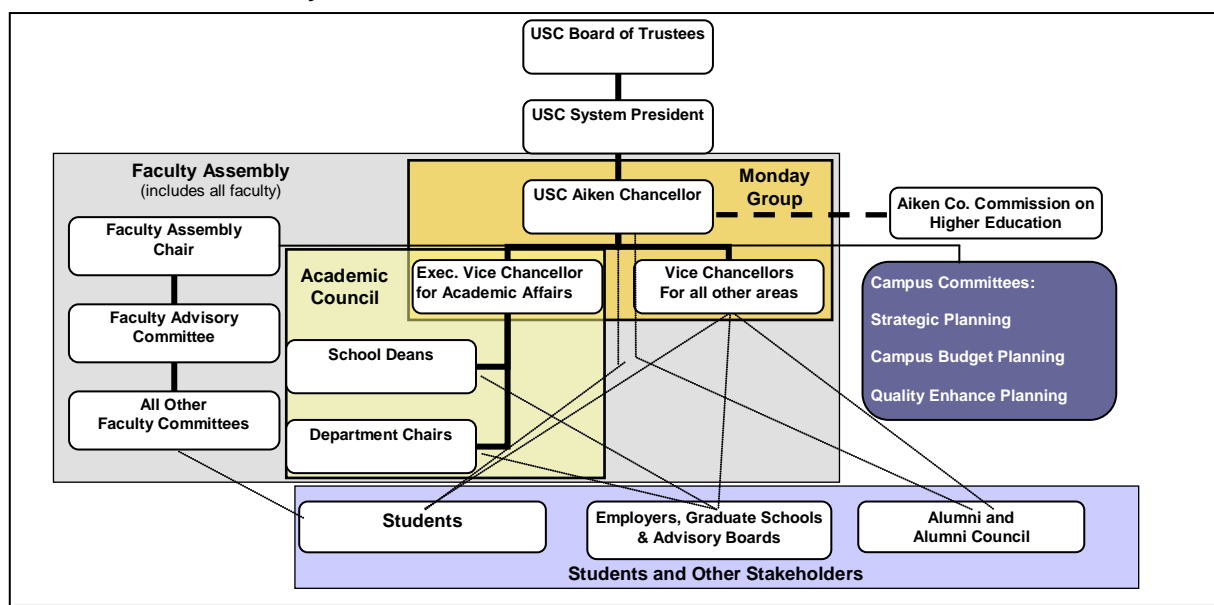 USC Board of Trustees
USC System President
Faculty Assembly
(includes all faculty)
Monday
Group
USC Aiken Chancellor
Aiken Co. Commission on
Higher Education
Faculty Assembly
Chair
Academic
Council
Exec. Vice Chancellor
for Academic Affairs
Vice Chancellors
For all other areas
Campus Committees:
Strategic Planning
Campus Budget Planning
Quality Enhance Planning
Faculty Advisory
Committee
School Deans
All Other
Faculty Committees
Department Chairs
Students
Employers, Graduate Schools
& Advisory Boards
Alumni and
Alumni Council
Students and Other Stakeholders